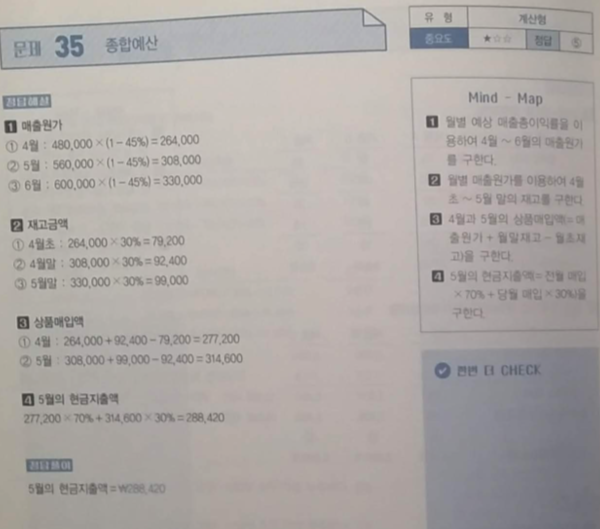 문제 35 종합예산
유 형 계산형
중요도 ★☆☆ 정답 ⑤
정답해설
1 매출원가
① 4월 : 480,000×(1-45%)=264,000
② 5월 : 560,000×(1-45%)=308,000
③ 6월 : 600,000×(1-45%)=330,000
2 재고금액
① 4월초 : 264,000×30%=79,200
② 4월말 : 308,000×30%=92,400
③ 5월말 : 330,000×30%=99,000
3 상품매입액
① 4월 : 264,000+92,400-79,200=277,200
② 5월 : 308,000+99,000-92,400=314,600
4 5월의 현금지출액
277,200×70%+314,600×30%=288,420
정답풀이
5월의 현금지출액=₩288,420
Mind - Map
1 월별 예상 매출총이익률을 이
용하여 4월 ~ 6월의 매출원가
를 구한다.
2 월별 매출원가를 이용하여 4월
초 ~ 5월 말의 재고를 구한다.
3 4월과 5월의 상품매입액(=매
출원가 + 월말재고 - 월초재
고)을 구한다.
4 5월의 현금지출액(=전월 매입
×70% + 당월 매입 ×30%)을
구한다.
한번 더 CHECK